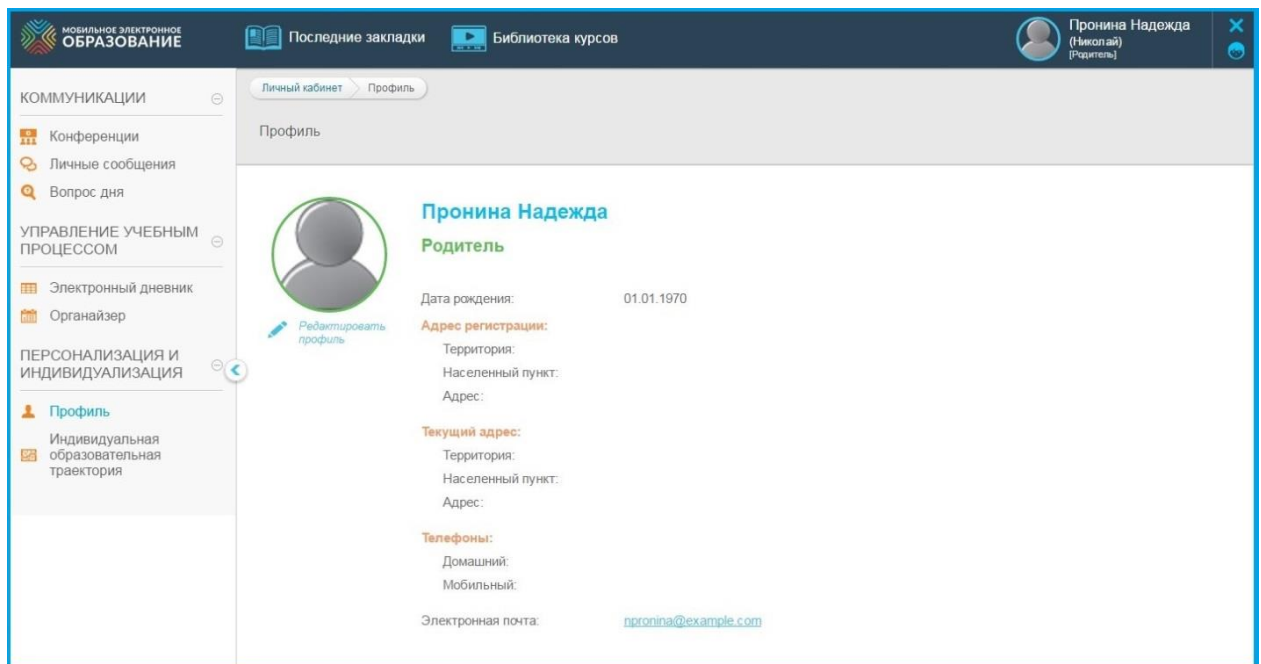 МОБИЛЬНОЕ ЭЛЕКТРОННОЕ
ОБРАЗОВАНИЕ
Последние закладки
Библиотека курсов
Пронина Надежда
(Николай)
[Родитель]
КОММУНИКАЦИИ
Конференции
Личные сообщения
Вопрос дня
УПРАВЛЕНИЕ УЧЕБНЫМ
ПРОЦЕССОМ
Электронный дневник
Органайзер
ПЕРСОНАЛИЗАЦИЯ И
ИНДИВИДУАЛИЗАЦИЯ
Профиль
Индивидуальная
образовательная
траектория
Личный кабинет
Профиль
Профиль
Редактировать
профиль
Пронина Надежда
Родитель
Дата рождения: 01.01.1970
Адрес регистрации:
Территория:
Населенный пункт:
Адрес:
Текущий адрес:
Территория:
Населенный пункт:
Адрес:
Телефоны:
Домашний:
Мобильный:
Электронная почта: npronina@example.com